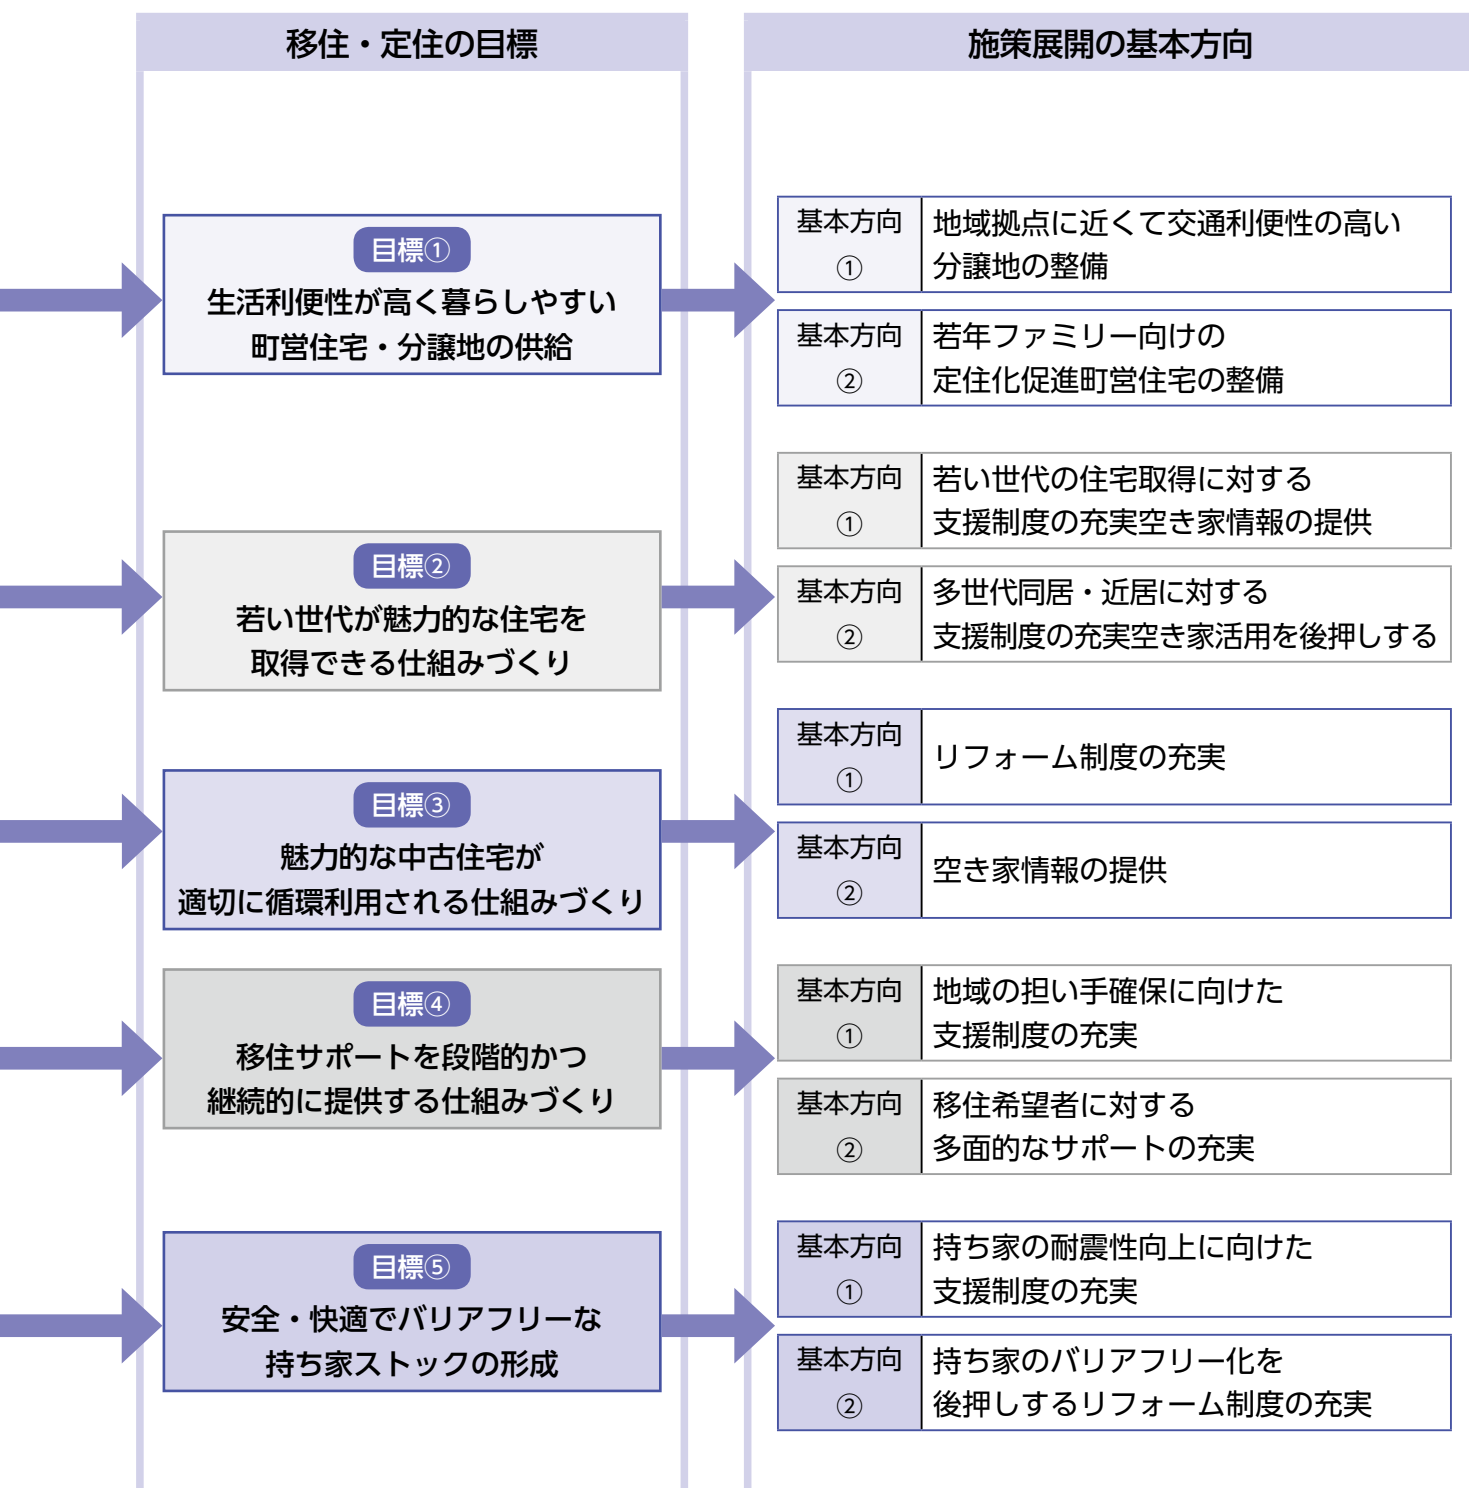 移住・定住の目標
施策展開の基本方向
目標①
生活利便性が高く暮らしやすい
町営住宅・分譲地の供給
基本方向
①
地域拠点に近くて交通利便性の高い
分譲地の整備
基本方向
②
若年ファミリー向けの
定住化促進町営住宅の整備
目標②
若い世代が魅力的な住宅を
取得できる仕組みづくり
基本方向
①
若い世代の住宅取得に対する
支援制度の充実空き家情報の提供
基本方向
②
多世代同居・近居に対する
支援制度の充実空き家活用を後押しする
目標③
魅力的な中古住宅が
適切に循環利用される仕組みづくり
基本方向
①
リフォーム制度の充実
基本方向
②
空き家情報の提供
目標④
移住サポートを段階的かつ
継続的に提供する仕組みづくり
基本方向
①
地域の担い手確保に向けた
支援制度の充実
基本方向
②
移住希望者に対する
多面的なサポートの充実
目標⑤
安全・快適でバリアフリーな
持ち家ストックの形成
基本方向
①
持ち家の耐震性向上に向けた
支援制度の充実
基本方向
②
持ち家のバリアフリー化を
後押しするリフォーム制度の充実